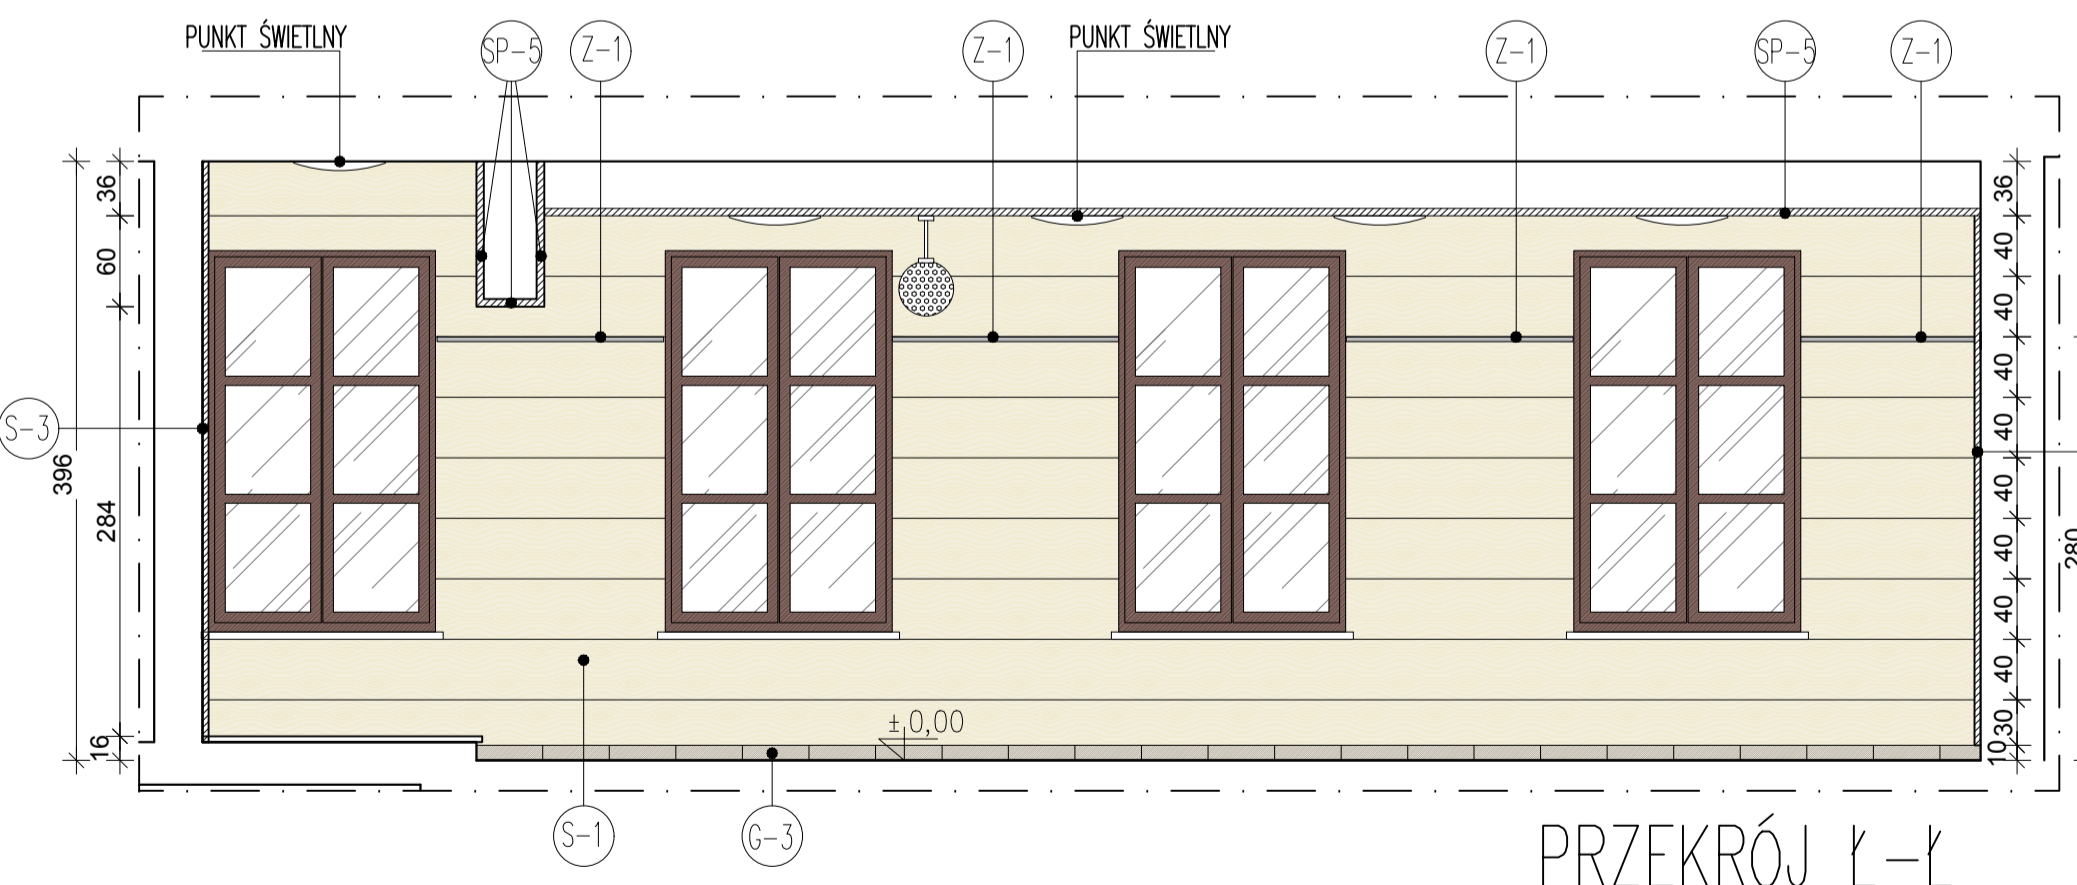 PUNKT ŚWIETLNY
SP-5
Z-1
Z-1
PUNKT ŚWIETLNY
Z-1
SP-5
Z-1
36
60
284
16
396
S-3
36
40
40
40
40
40
40
40
40
30
10
280
±0,00
S-1
G-3
PRZEKRÓJ Ł-Ł